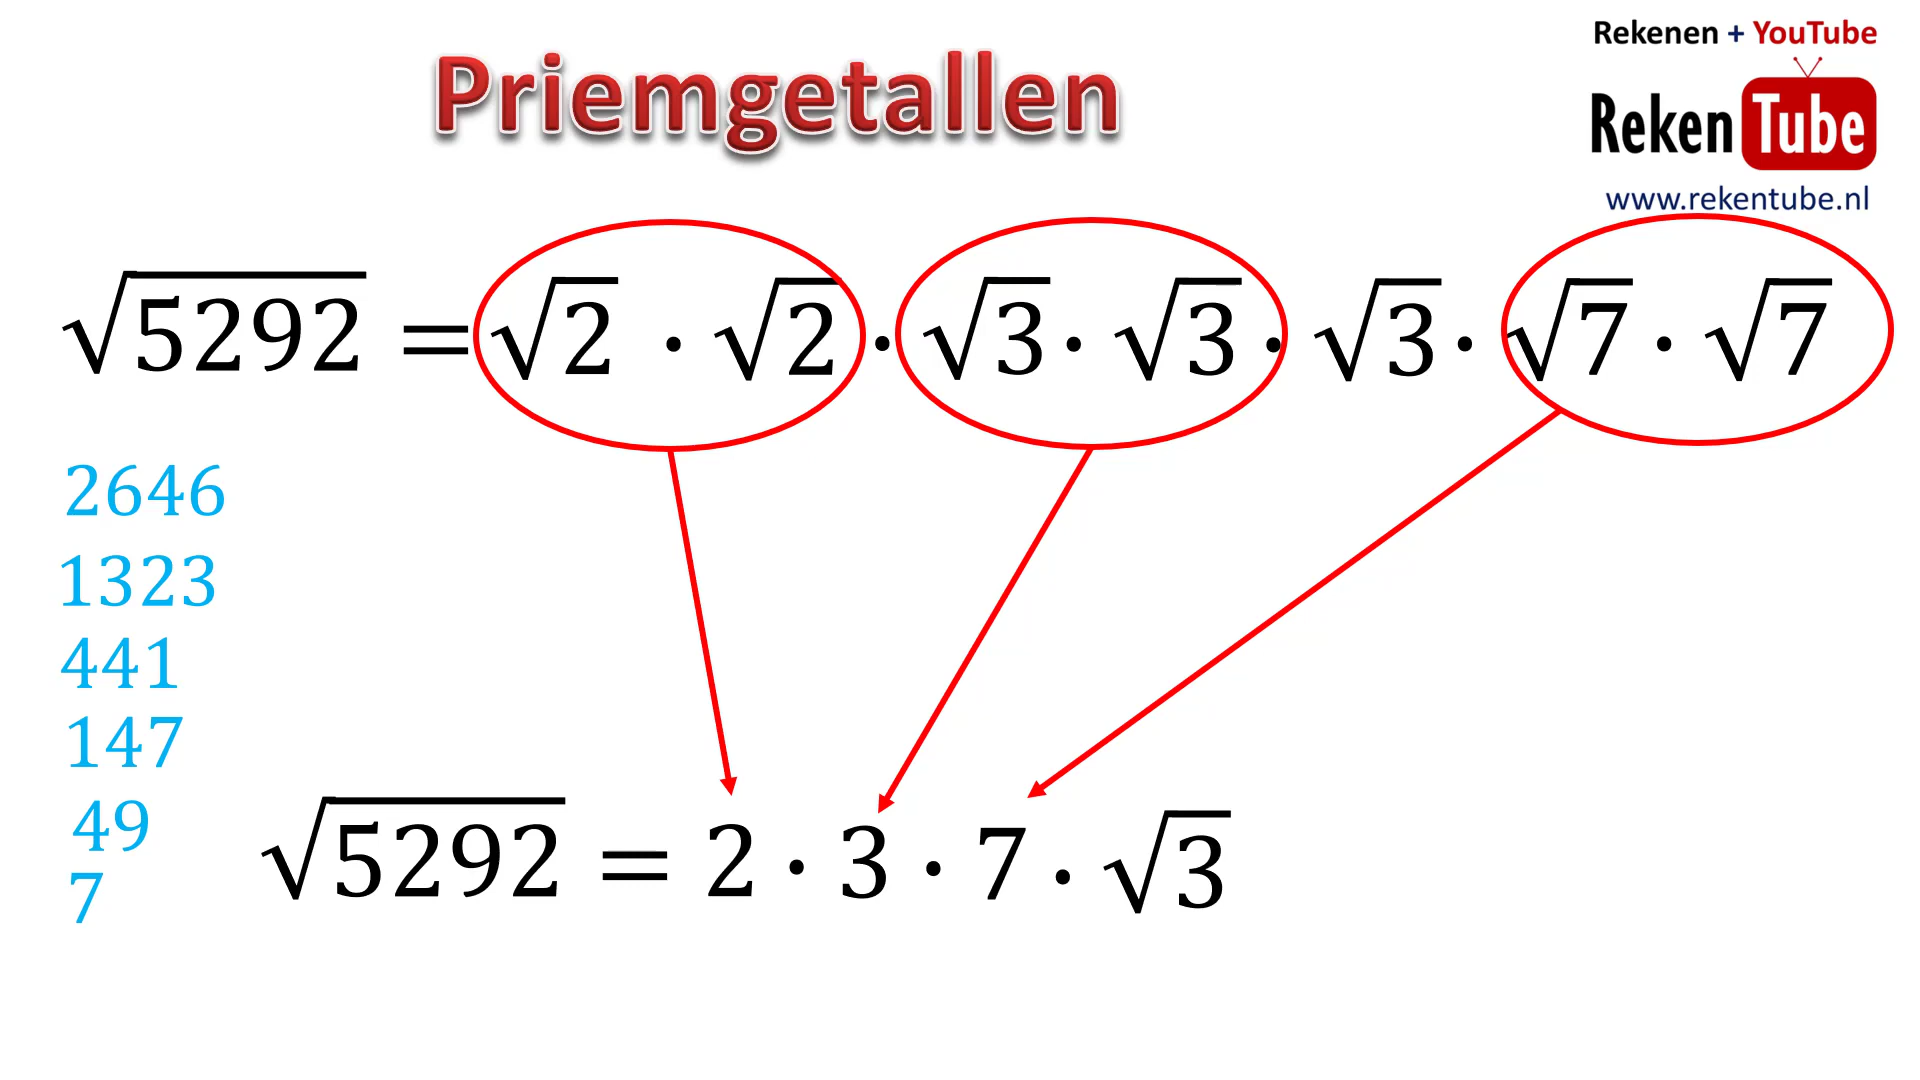 Priemgetallen
Rekenen + YouTube
Reken Tube
www.rekentube.nl
√5292 = √2 · √2 · √3 · √3 · √3 · √7 · √7
2646
1323
441
147
49
7
√5292 = 2 · 3 · 7 · √3